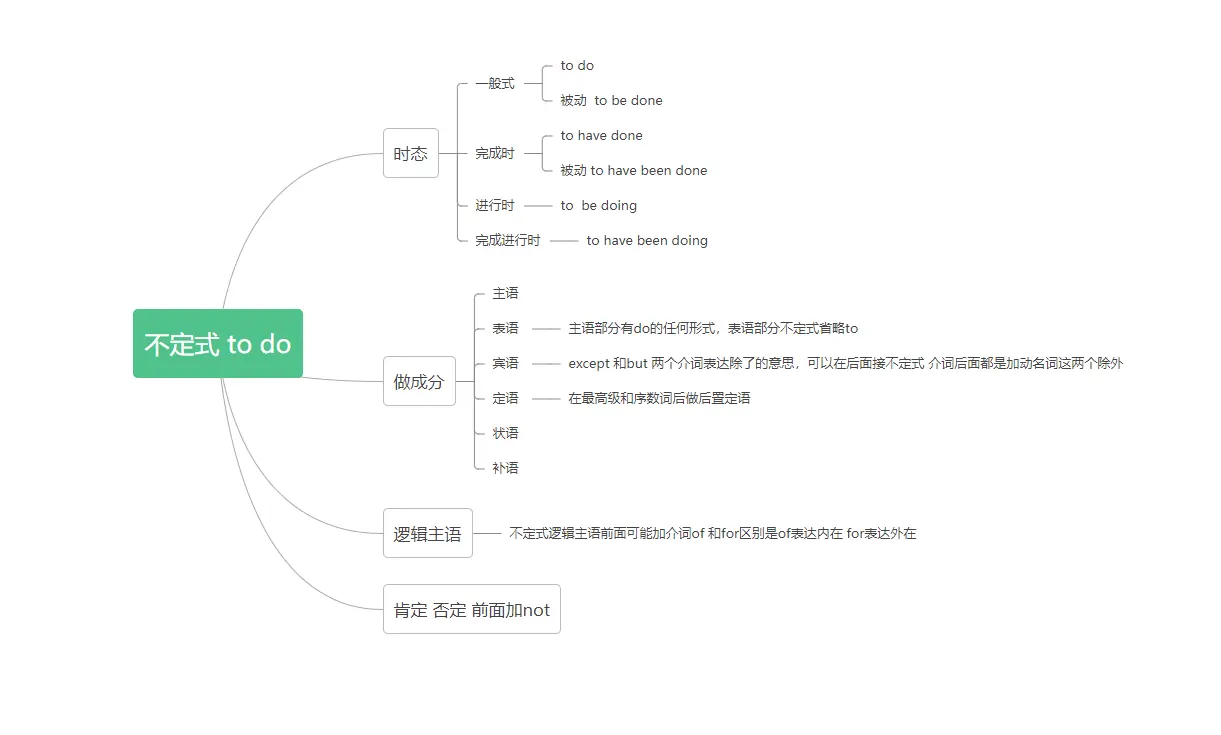 不定式 to do
时态
一般式
to do
被动 to be done
完成时
to have done
被动 to have been done
进行时
to be doing
完成进行时
to have been doing
做成分
主语
表语
主语部分有do的任何形式，表语部分不定式省略to
宾语
except 和but 两个介词表达除了的意思，可以在后面接不定式 介词后面都是加动名词这两个除外
定语
在最高级和序数词后做后置定语
状语
补语
逻辑主语
不定式逻辑主语前面可能加介词of 和for区别是of表达内在 for表达外在
肯定 否定 前面加not